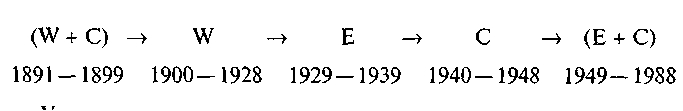 (W + C) → W → E → C → (E + C)
1891—1899 1900—1928 1929—1939 1940—1948 1949—1988